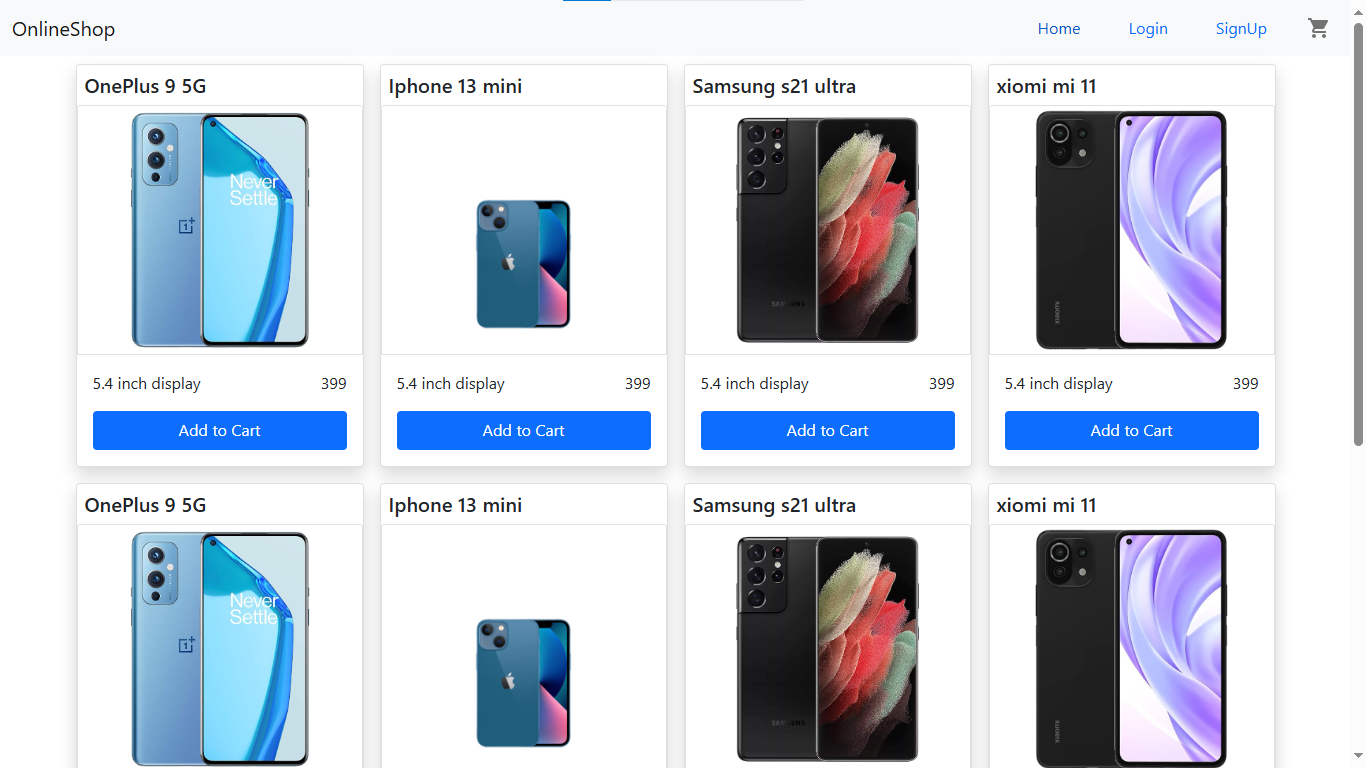 OnlineShop Home Login SignUp
OnePlus 9 5G Iphone 13 mini Samsung s21 ultra xiomi mi 11
Never
Settle
SAMSUNG
XIAOMI
5.4 inch display 399 5.4 inch display 399 5.4 inch display 399 5.4 inch display 399
Add to Cart Add to Cart Add to Cart Add to Cart
OnePlus 9 5G Iphone 13 mini Samsung s21 ultra xiomi mi 11
Never
Settle
SAMSUNG
XIAOMI